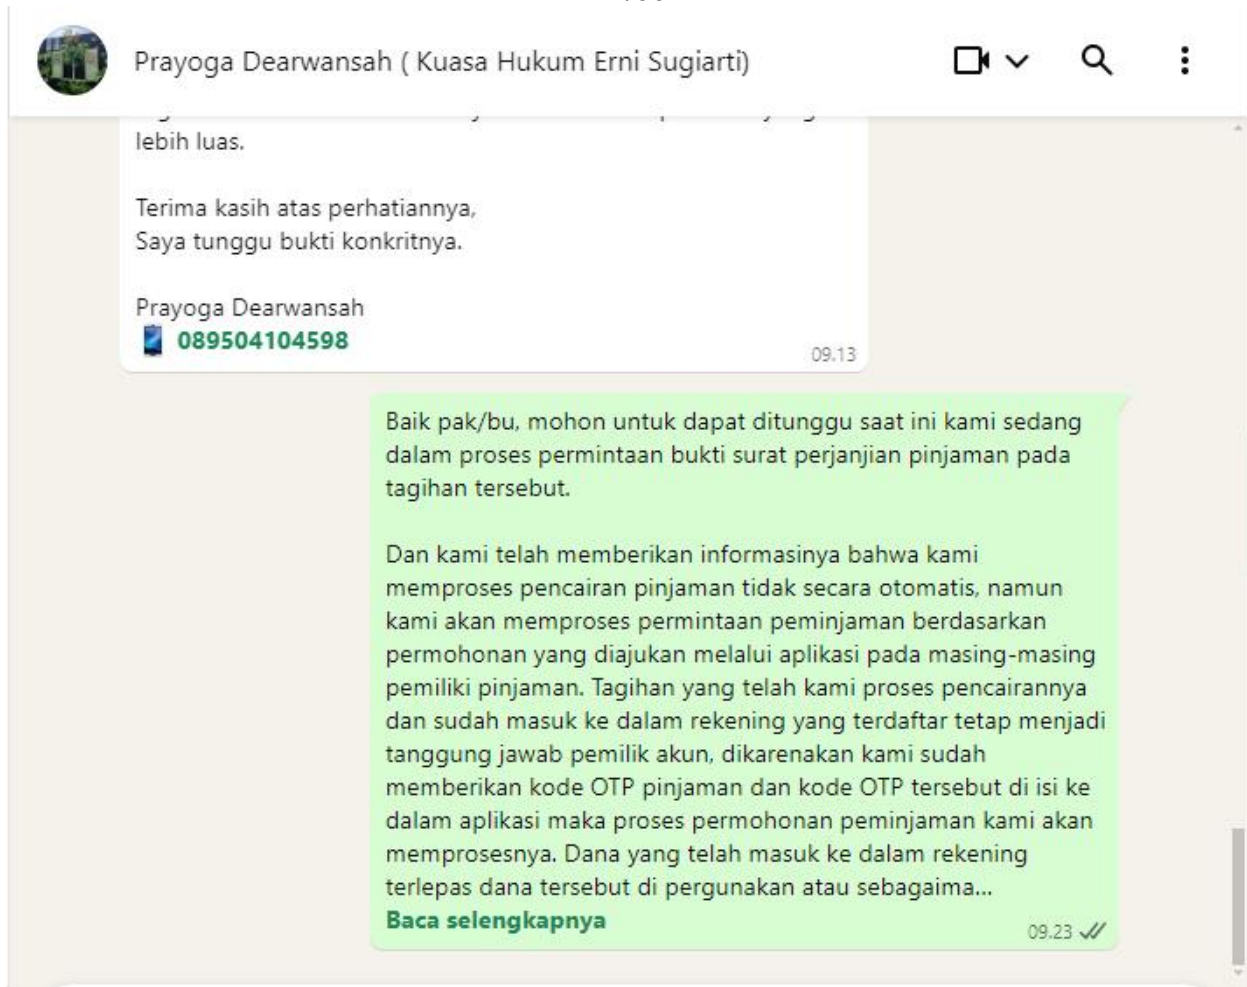 Prayoga Dearwansah ( Kuasa Hukum Erni Sugiarti)
lebih luas.
Terima kasih atas perhatiannya,
Saya tunggu bukti konkritnya.
Prayoga Dearwansah
089504104598
09.13
Baik pak/bu, mohon untuk dapat ditunggu saat ini kami sedang
dalam proses permintaan bukti surat perjanjian pinjaman pada
tagihan tersebut.
Dan kami telah memberikan informasinya bahwa kami
memproses pencairan pinjaman tidak secara otomatis, namun
kami akan memproses permintaan peminjaman berdasarkan
permohonan yang diajukan melalui aplikasi pada masing-masing
pemiliki pinjaman. Tagihan yang telah kami proses pencairannya
dan sudah masuk ke dalam rekening yang terdaftar tetap menjadi
tanggung jawab pemilik akun, dikarenakan kami sudah
memberikan kode OTP pinjaman dan kode OTP tersebut di isi ke
dalam aplikasi maka proses permohonan peminjaman kami akan
memprosesnya. Dana yang telah masuk ke dalam rekening
terlepas dana tersebut di pergunakan atau sebagaima...
Baca selengkapnya
09.23